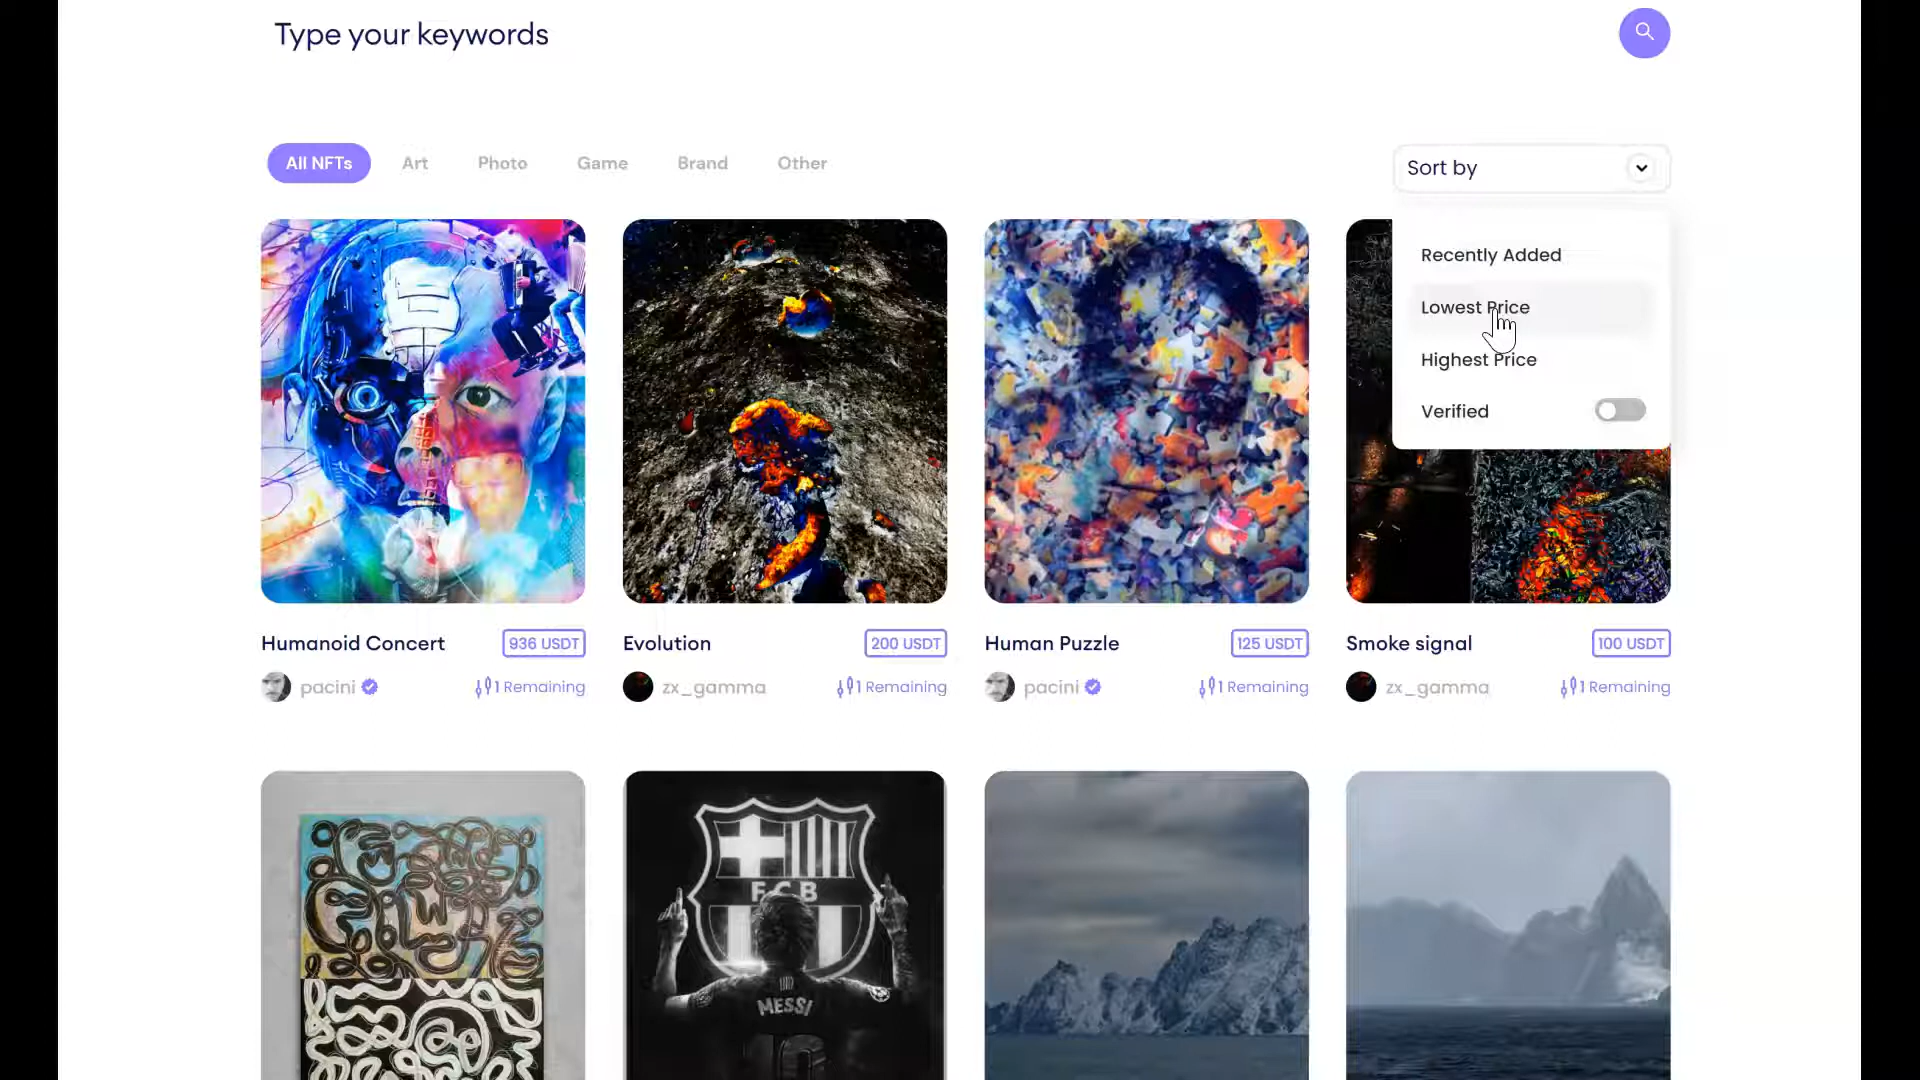 Type your keywords
All NFTs Art Photo Game Brand Other
Sort by
Recently Added
Lowest Price
Highest Price
Verified
Humanoid Concert 936 USDT
pacini 1 Remaining
Evolution 200 USDT
zx_gamma 1 Remaining
Human Puzzle 125 USDT
pacini 1 Remaining
Smoke signal 100 USDT
zx_gamma 1 Remaining
FCB
MESSI